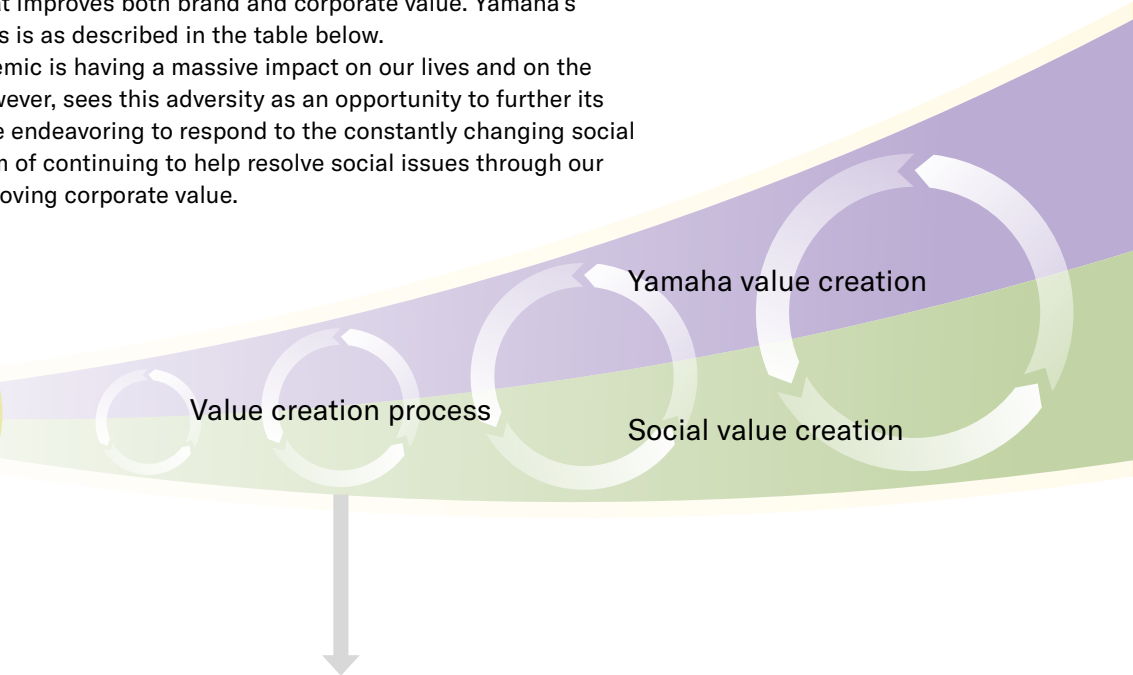 at improves both brand and corporate value. Yamaha's
s is as described in the table below.
emic is having a massive impact on our lives and on the
wever, sees this adversity as an opportunity to further its
e endeavoring to respond to the constantly changing social
m of continuing to help resolve social issues through our
oving corporate value.
Yamaha value creation
Value creation process
Social value creation